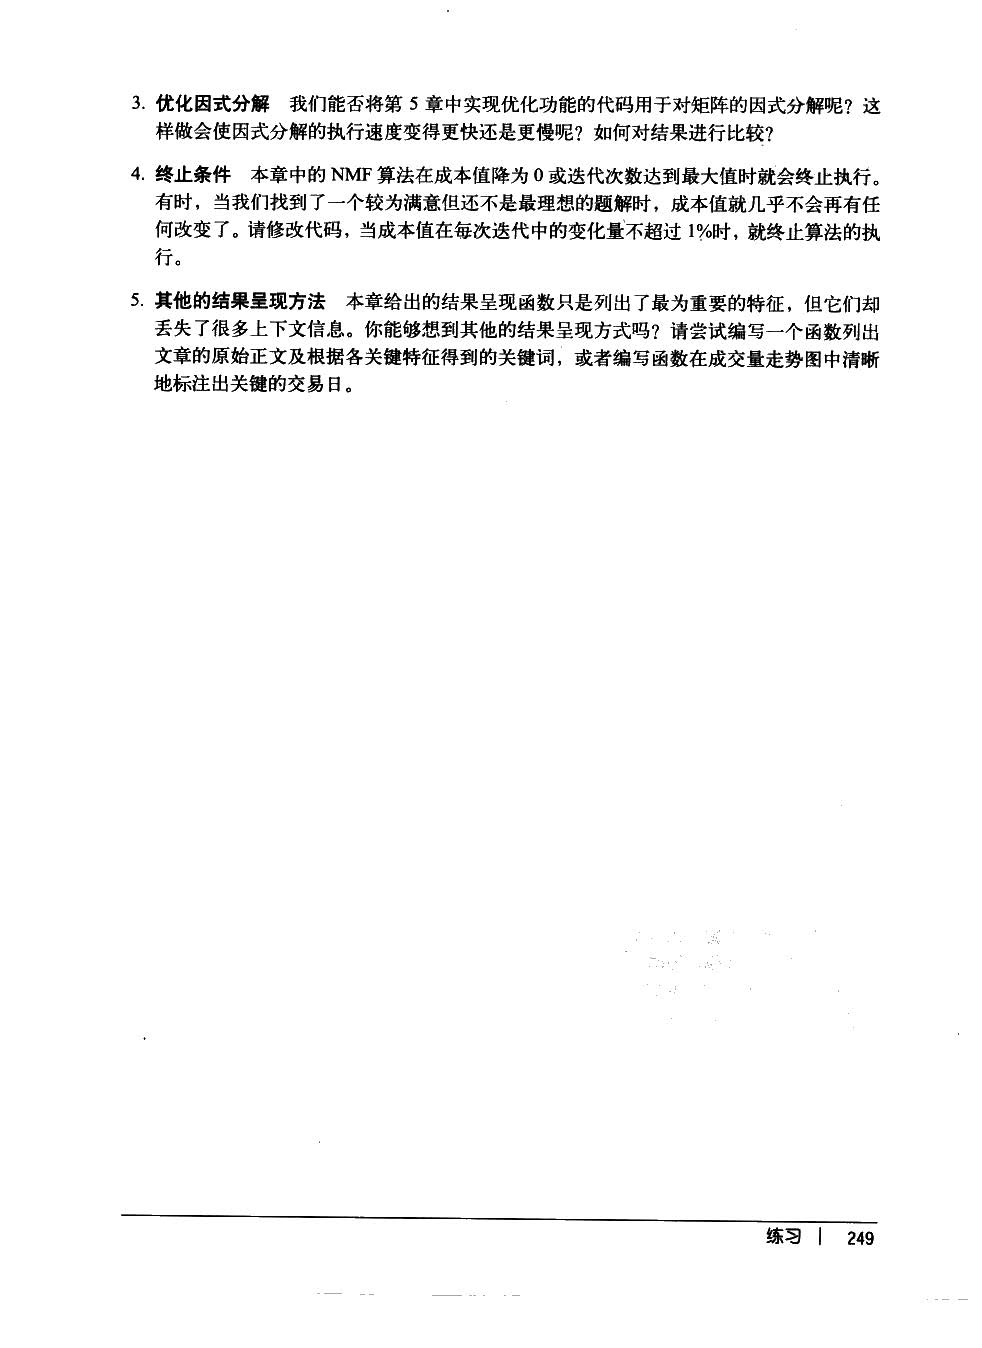 3. 优化因式分解 我们能否将第 5 章中实现优化功能的代码用于对矩阵的因式分解呢？这
样做会使因式分解的执行速度变得更快还是更慢呢？如何对结果进行比较？
4. 终止条件 本章中的 NMF 算法在成本值降为 0 或迭代次数达到最大值时就会终止执行。
有时，当我们找到了一个较为满意但还不是最理想的题解时，成本值就几乎不会再有任
何改变了。请修改代码，当成本值在每次迭代中的变化量不超过 1%时，就终止算法的执
行。
5. 其他的结果呈现方法 本章给出的结果呈现函数只是列出了最为重要的特征，但它们却
丢失了很多上下文信息。你能够想到其他的结果呈现方式吗？请尝试编写一个函数列出
文章的原始正文及根据各关键特征得到的关键词，或者编写函数在成交量走势图中清晰
地标注出关键的交易日。
练习 | 249